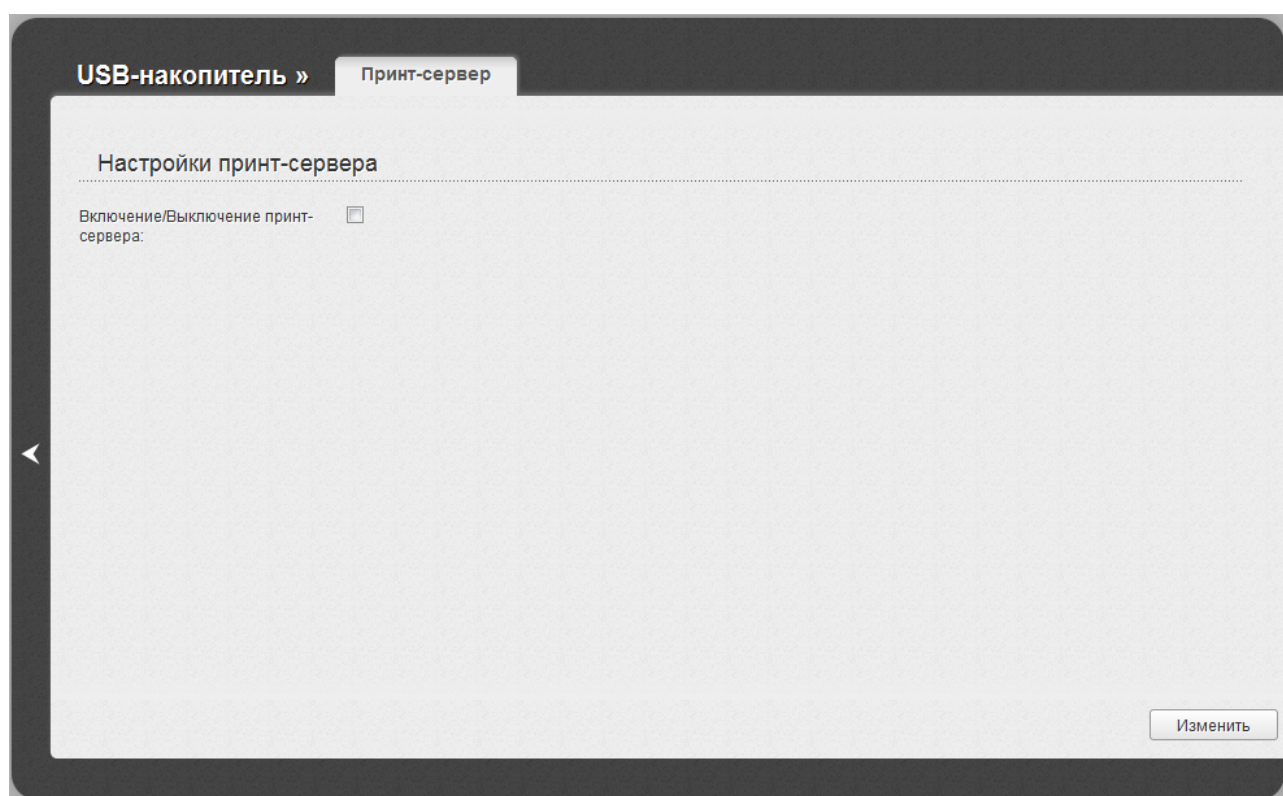 USB-накопитель » Принт-сервер
Настройки принт-сервера
Включение/Выключение принт-
сервера:
Изменить